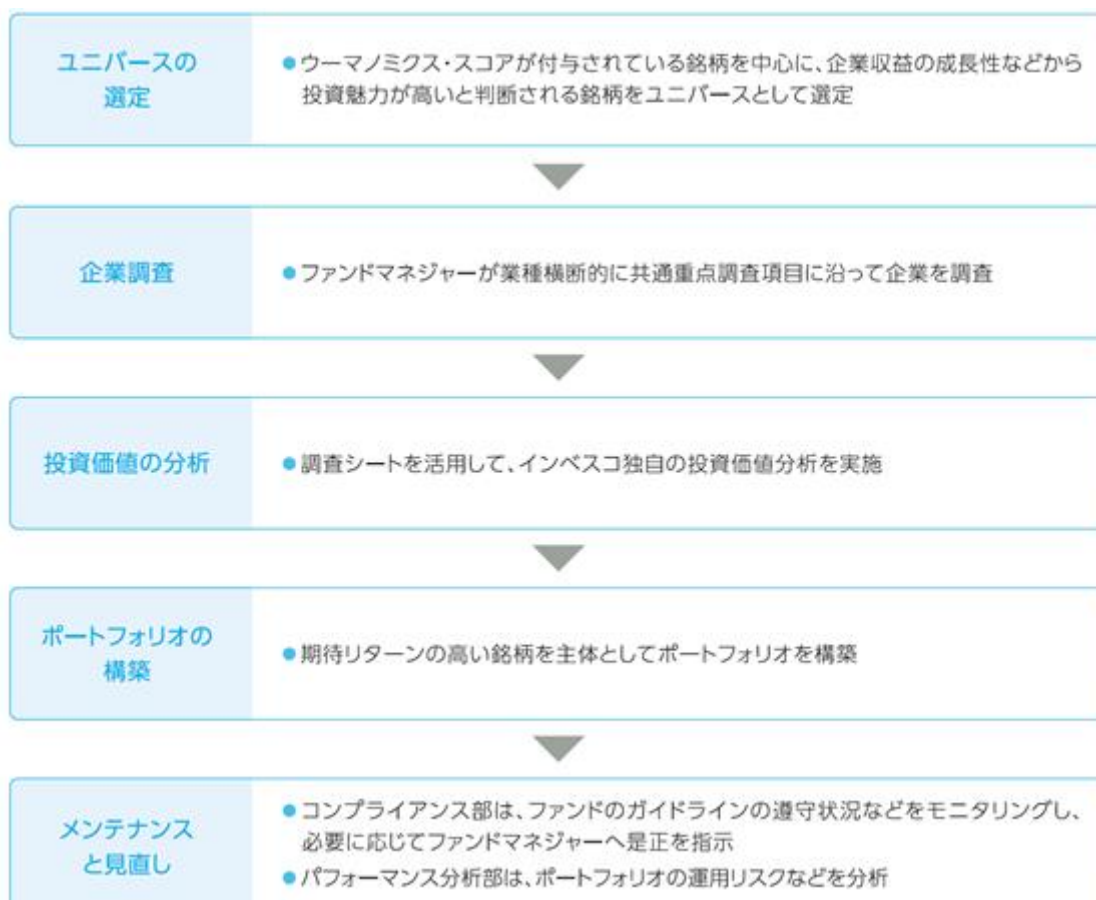 ユニバースの
選定
●ウーマノミクス・スコアが付与されている銘柄を中心に、企業収益の成長性などから
投資魅力が高いと判断される銘柄をユニバースとして選定
企業調査
●ファンドマネジャーが業種横断的に共通重点調査項目に沿って企業を調査
投資価値の分析
●調査シートを活用して、インベスコ独自の投資価値分析を実施
ポートフォリオの
構築
●期待リターンの高い銘柄を主体としてポートフォリオを構築
メンテナンス
と見直し
●コンプライアンス部は、ファンドのガイドラインの遵守状況などをモニタリングし、
必要に応じてファンドマネジャーへ是正を指示
●パフォーマンス分析部は、ポートフォリオの運用リスクなどを分析